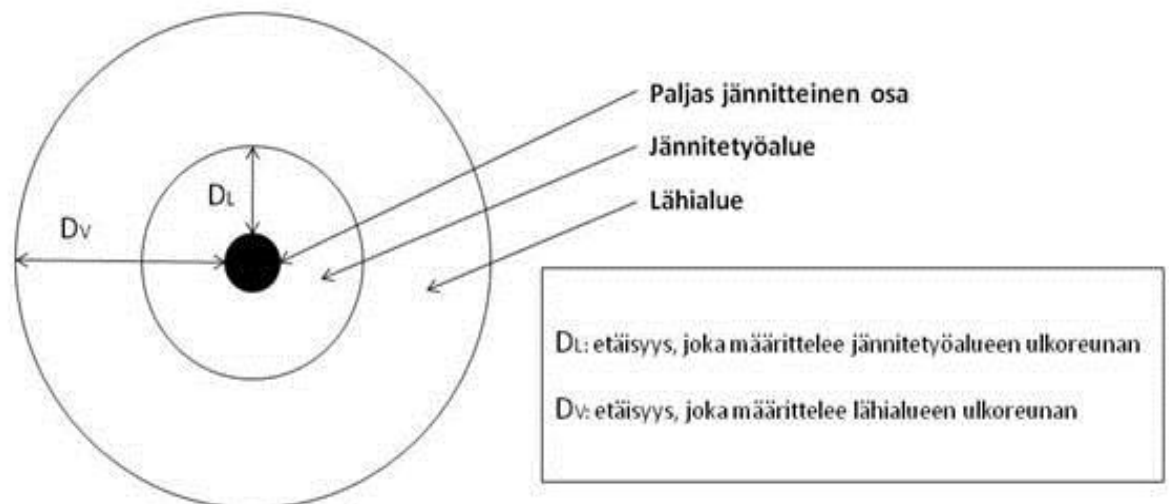 Paljas jännitteinen osa
Jännitetyöalue
Lähialue
DL
DV
DL: etäisyys, joka määrittelee jännitetyöalueen ulkoreunan
DV: etäisyys, joka määrittelee lähialueen ulkoreunan